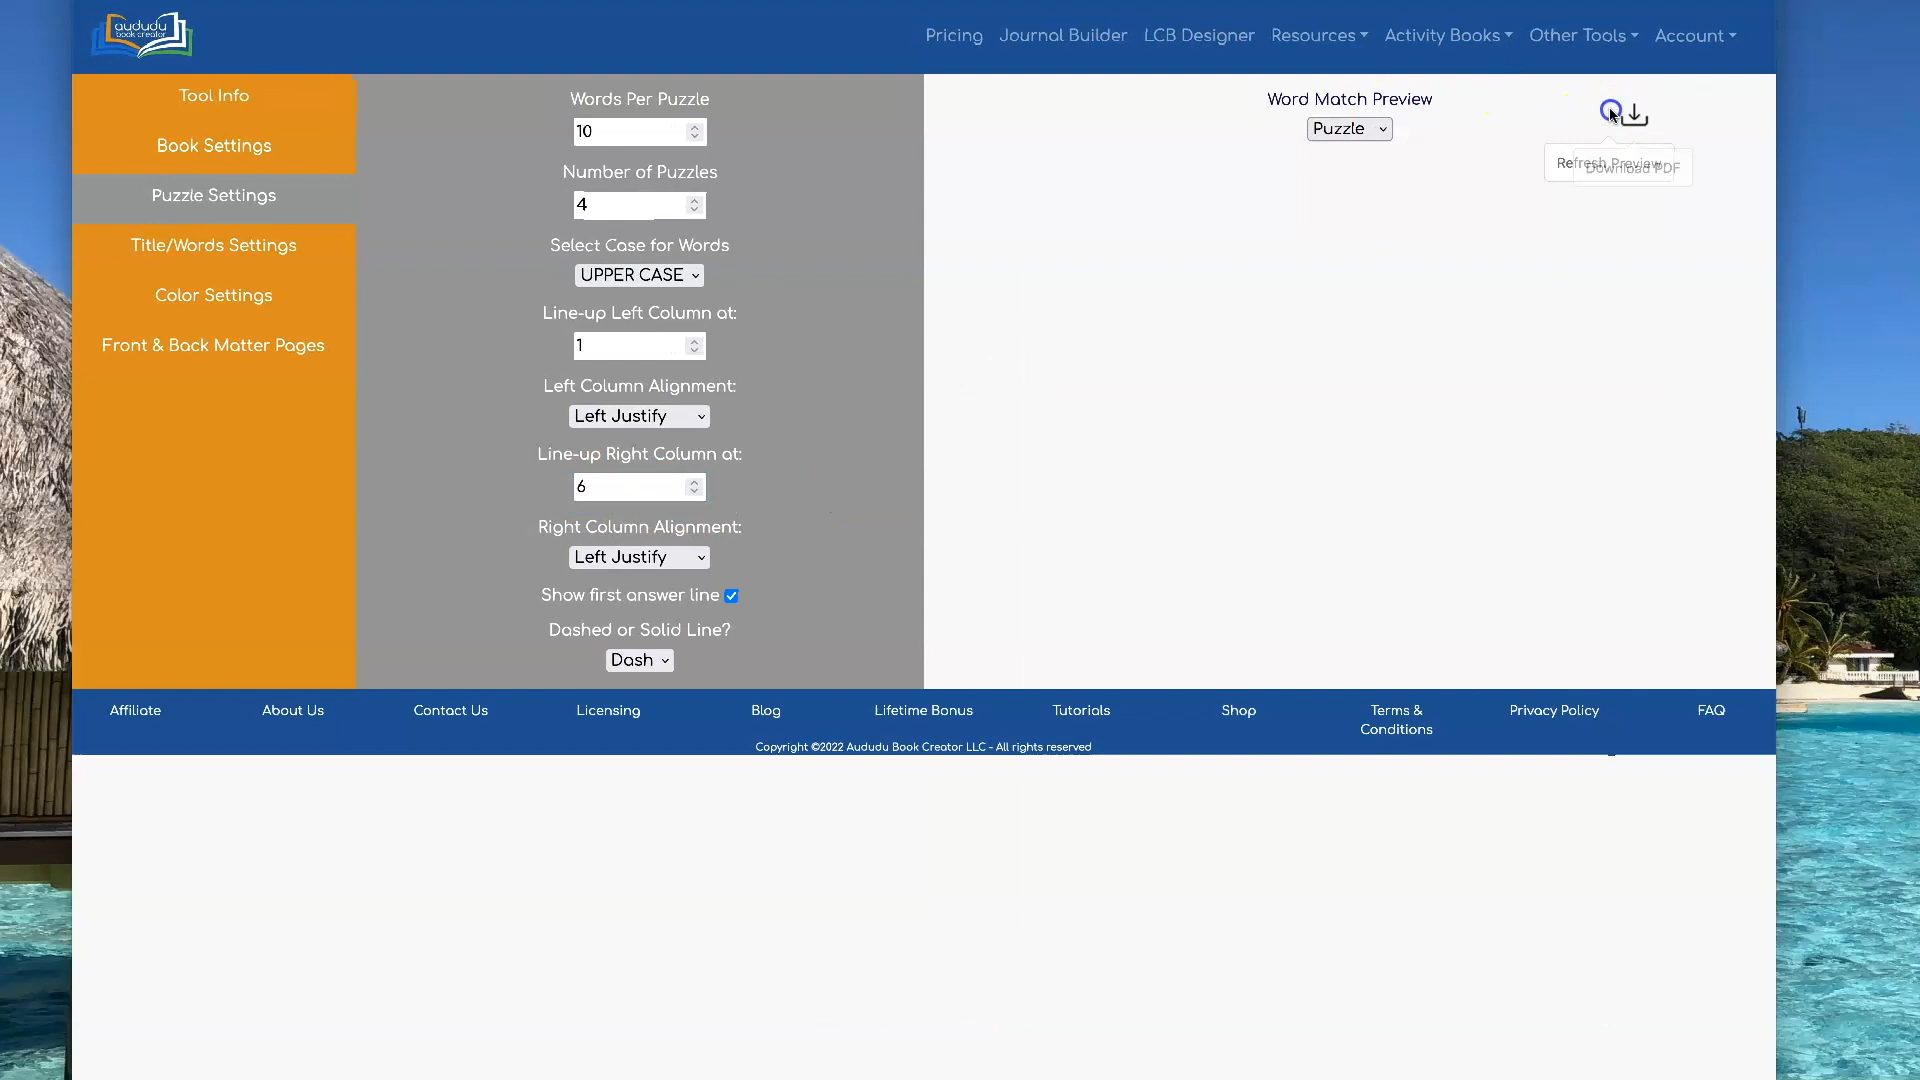 aududu
book creator
Pricing
Journal Builder
LCB Designer
Resources
Activity Books
Other Tools
Account
Tool Info
Book Settings
Puzzle Settings
Title/Words Settings
Color Settings
Front & Back Matter Pages
Words Per Puzzle
10
Number of Puzzles
4
Select Case for Words
UPPER CASE
Line-up Left Column at:
1
Left Column Alignment:
Left Justify
Line-up Right Column at:
6
Right Column Alignment:
Left Justify
Show first answer line
Dashed or Solid Line?
Dash
Word Match Preview
Puzzle
Refresh Preview
Download PDF
Affiliate
About Us
Contact Us
Licensing
Blog
Lifetime Bonus
Tutorials
Shop
Terms &
Conditions
Privacy Policy
FAQ
Copyright ©2022 Aududu Book Creator LLC - All rights reserved